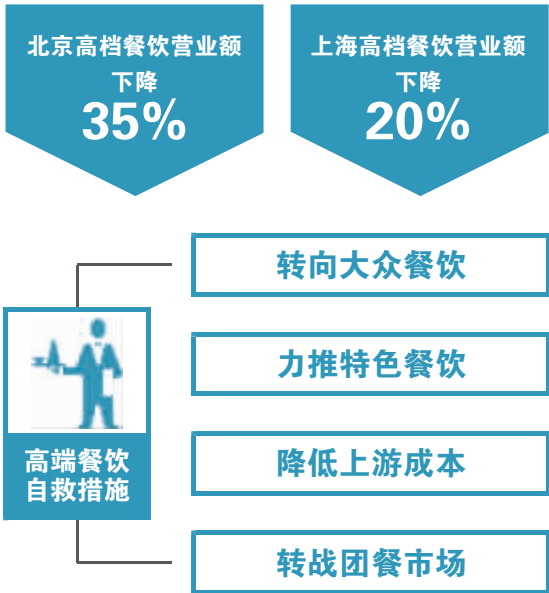 北京高档餐饮营业额
下降
35%
上海高档餐饮营业额
下降
20%
高端餐饮
自救措施
转向大众餐饮
力推特色餐饮
降低上游成本
转战团餐市场